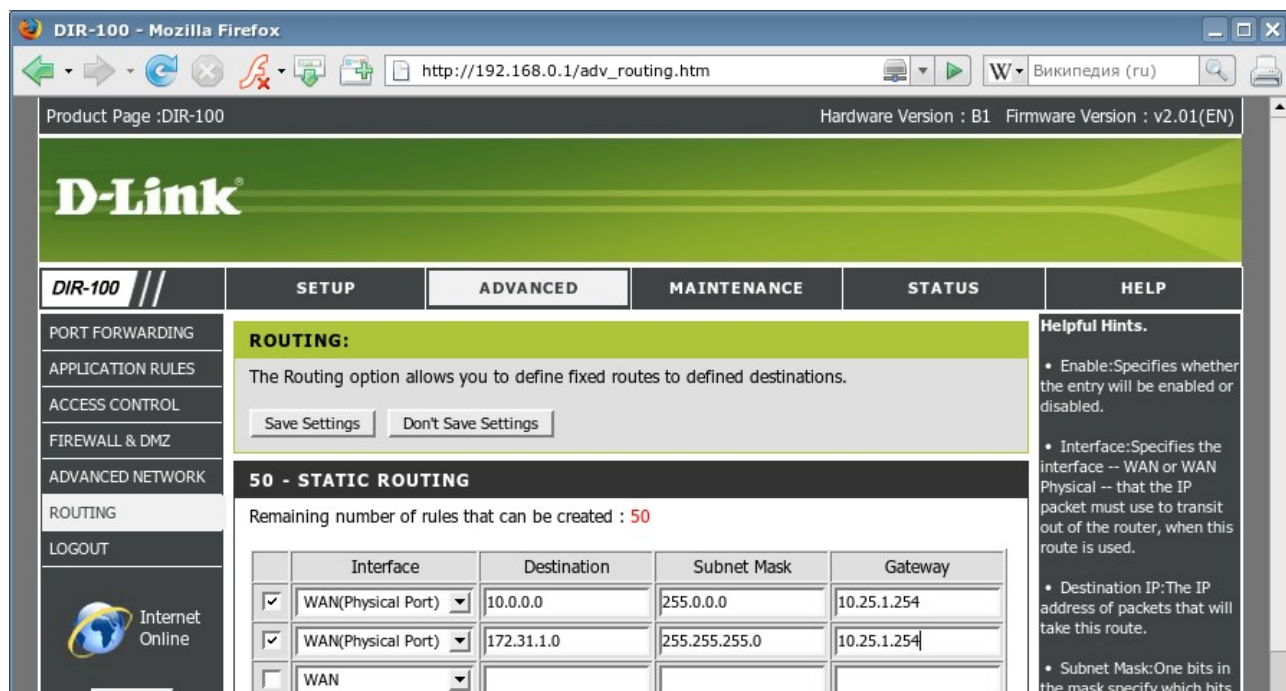 DIR-100 - Mozilla Firefox
http://192.168.0.1/adv_routing.htm
W Википедия (ru)
Product Page :DIR-100
Hardware Version : B1 Firmware Version : v2.01(EN)
D-Link®
DIR-100
SETUP
ADVANCED
MAINTENANCE
STATUS
HELP
PORT FORWARDING
APPLICATION RULES
ACCESS CONTROL
FIREWALL & DMZ
ADVANCED NETWORK
ROUTING
LOGOUT
Internet
Online
ROUTING:
The Routing option allows you to define fixed routes to defined destinations.
Save Settings
Don't Save Settings
50 - STATIC ROUTING
Remaining number of rules that can be created : 50
Interface Destination Subnet Mask Gateway
WAN(Physical Port) 10.0.0.0 255.0.0.0 10.25.1.254
WAN(Physical Port) 172.31.1.0 255.255.255.0 10.25.1.254
WAN
Helpful Hints.
• Enable:Specifies whether
the entry will be enabled or
disabled.
• Interface:Specifies the
interface -- WAN or WAN
Physical -- that the IP
packet must use to transit
out of the router, when this
route is used.
• Destination IP:The IP
address of packets that will
take this route.
• Subnet Mask:One bits in
the mask specify which bits